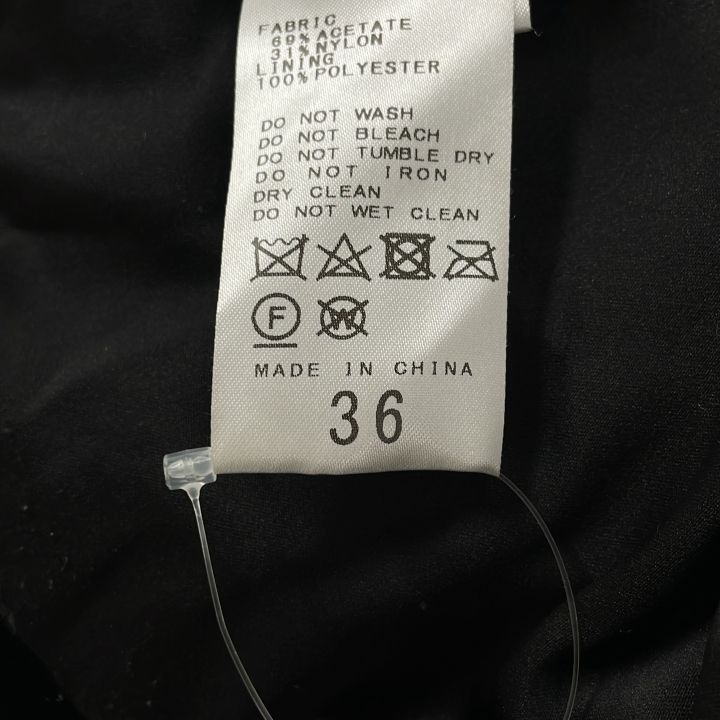 FABRIC
69% ACETATE
31% NYLON
LINING
100% POLYESTER
DO NOT WASH
DO NOT BLEACH
DO NOT TUMBLE DRY
DO NOT IRON
DRY CLEAN
DO NOT WET CLEAN
F W
MADE IN CHINA
36